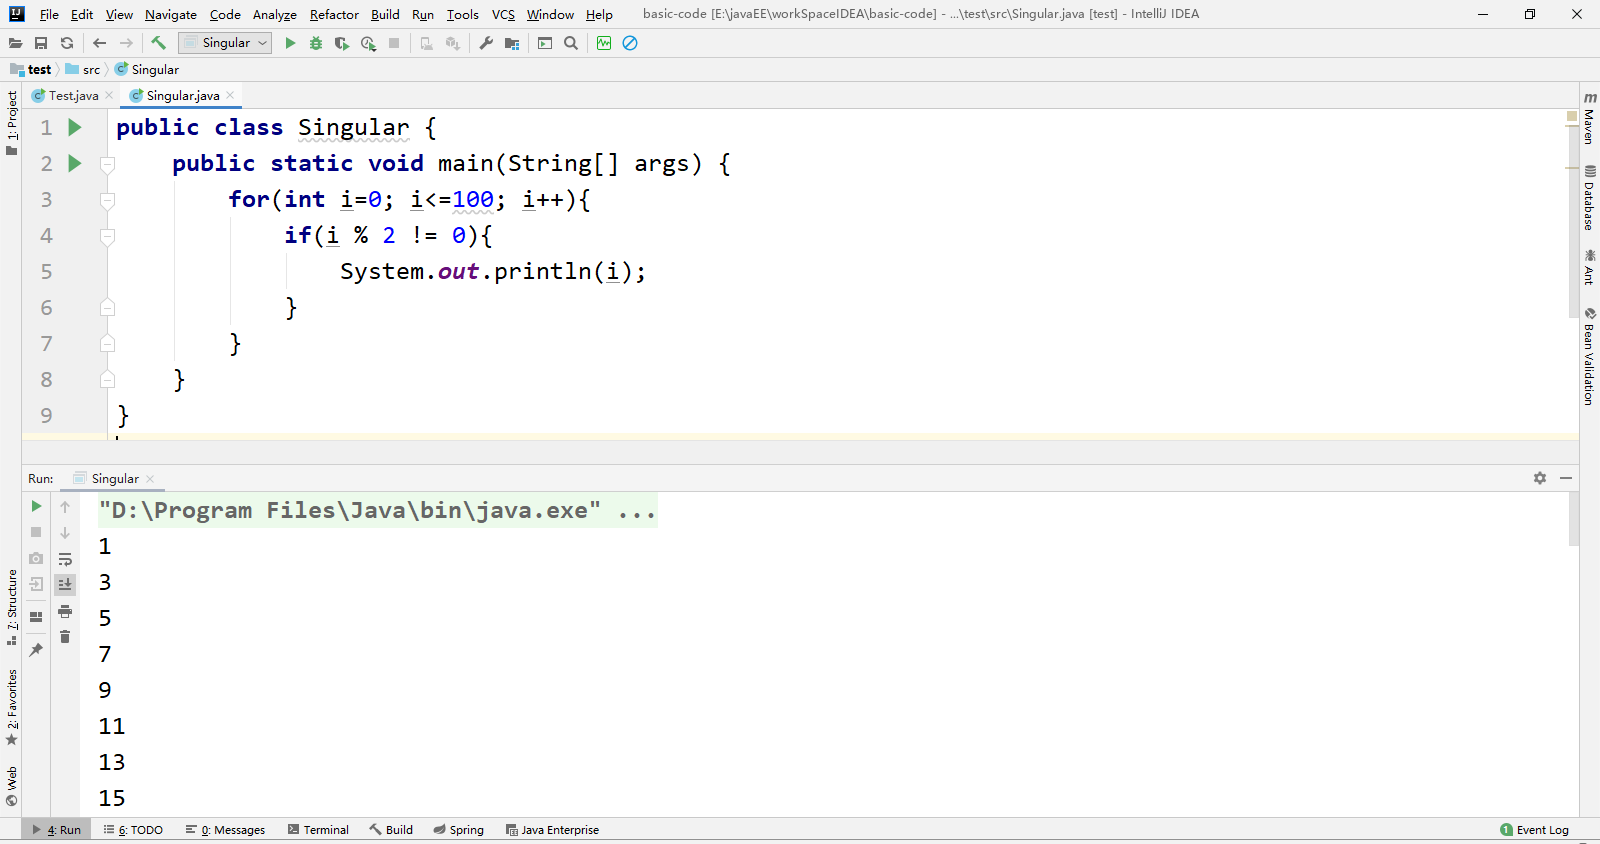 File Edit View Navigate Code Analyze Refactor Build Run Tools VCS Window Help basic-code [E:\javaEE\workSpaceIDEA\basic-code] - ...\test\src\Singular.java [test] - IntelliJ IDEA
Singular
test src Singular
Test.java Singular.java
1 public class Singular {
2 public static void main(String[] args) {
3 for(int i=0; i<=100; i++){
4 if(i % 2 != 0){
5 System.out.println(i);
6 }
7 }
8 }
9 }
1: Project
7: Structure
2: Favorites
Web
Maven
Database
Ant
Bean Validation
Run: Singular
"D:\Program Files\Java\bin\java.exe" ...
1
3
5
7
9
11
13
15
4: Run 6: TODO 0: Messages Terminal Build Spring Java Enterprise 1 Event Log